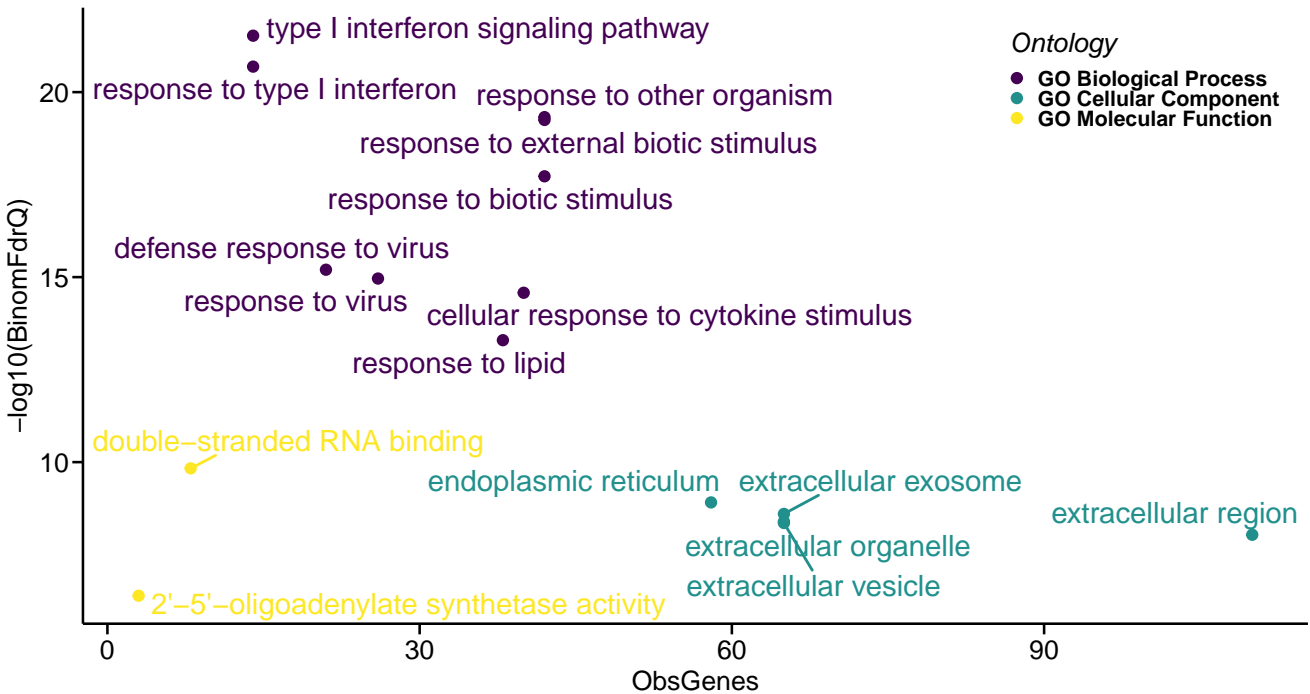 type I interferon signaling pathway
Ontology
GO Biological Process
GO Cellular Component
GO Molecular Function
20
response to type I interferon
response to other organism
response to external biotic stimulus
response to biotic stimulus
−log10(BinomFdrQ)
defense response to virus
15
response to virus
cellular response to cytokine stimulus
response to lipid
double−stranded RNA binding
10
endoplasmic reticulum
extracellular exosome
extracellular region
extracellular organelle
extracellular vesicle
2'−5'−oligoadenylate synthetase activity
0
30
60
90
ObsGenes